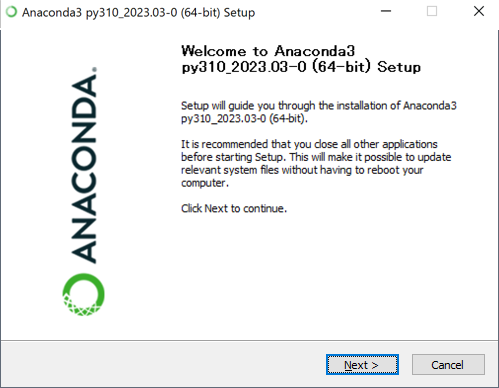 Anaconda3 py310_2023.03-0 (64-bit) Setup
Welcome to Anaconda3
py310_2023.03-0 (64-bit) Setup
Setup will guide you through the installation of Anaconda3
py310_2023.03-0 (64-bit).
It is recommended that you close all other applications
before starting Setup. This will make it possible to update
relevant system files without having to reboot your
computer.
Click Next to continue.
ANACONDA.
Next >
Cancel